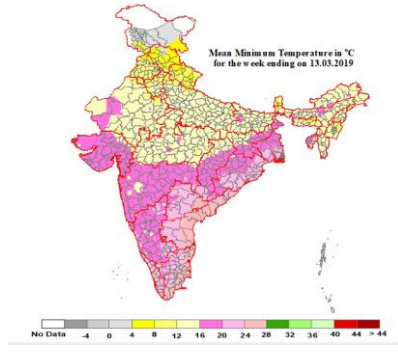 Mean Minimum Temperature in °C
for the week ending on 13.03.2019
No Data -4 0 4 8 12 16 20 24 28 32 36 40 44 > 44